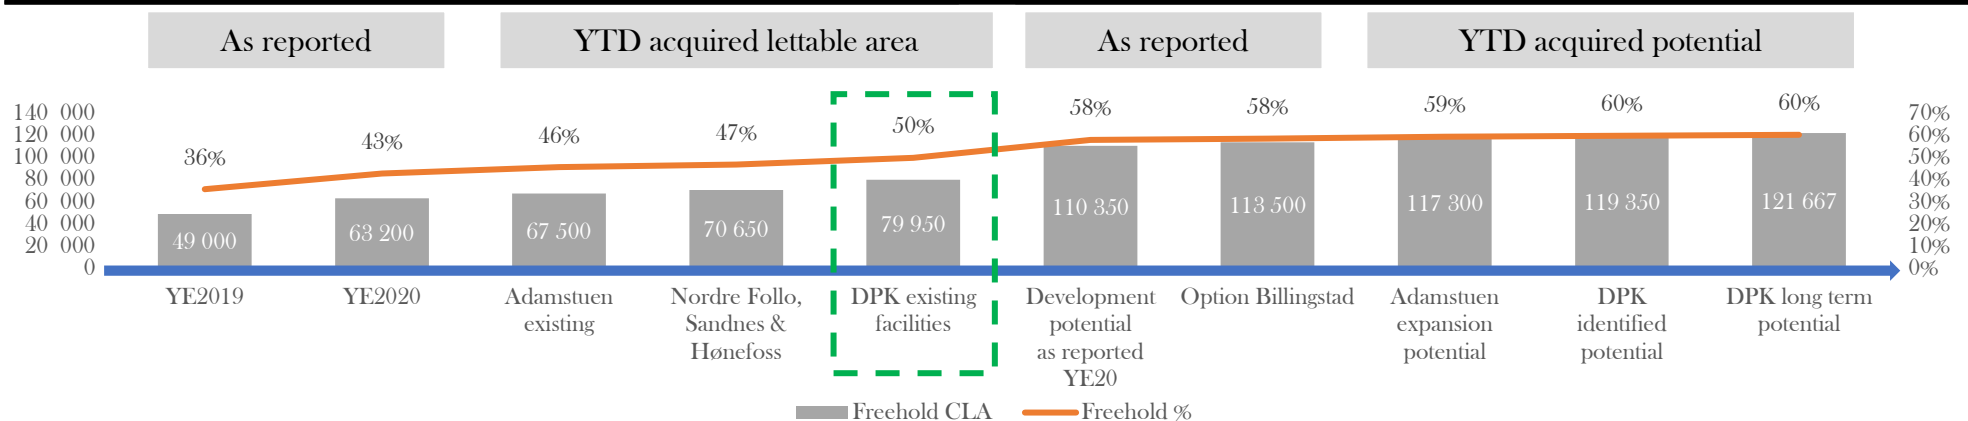 As reported
YTD acquired lettable area
As reported
YTD acquired potential
140 000
120 000
100 000
80 000
60 000
40 000
20 000
0
36%
43%
46%
47%
50%
58%
58%
59%
60%
60%
49 000
63 200
67 500
70 650
79 950
110 350
113 500
117 300
119 350
121 667
70%
60%
50%
40%
30%
20%
10%
0%
YE2019
YE2020
Adamstuen
existing
Nordre Follo,
Sandnes &
Hønefoss
DPK existing
facilities
Development
potential
as reported
YE20
Option Billingstad
Adamstuen
expansion
potential
DPK
identified
potential
DPK long term
potential
Freehold CLA
Freehold %